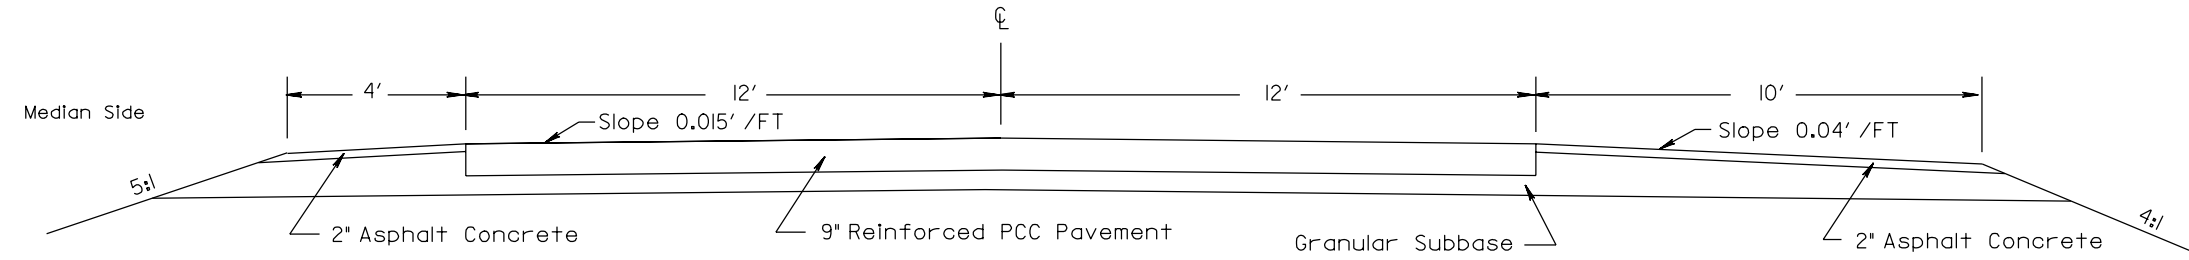 ℄
4' 12' 12' 10'
Median Side
Slope 0.015' /FT
Slope 0.04' /FT
5:1
4:1
2" Asphalt Concrete
9" Reinforced PCC Pavement
Granular Subbase
2" Asphalt Concrete